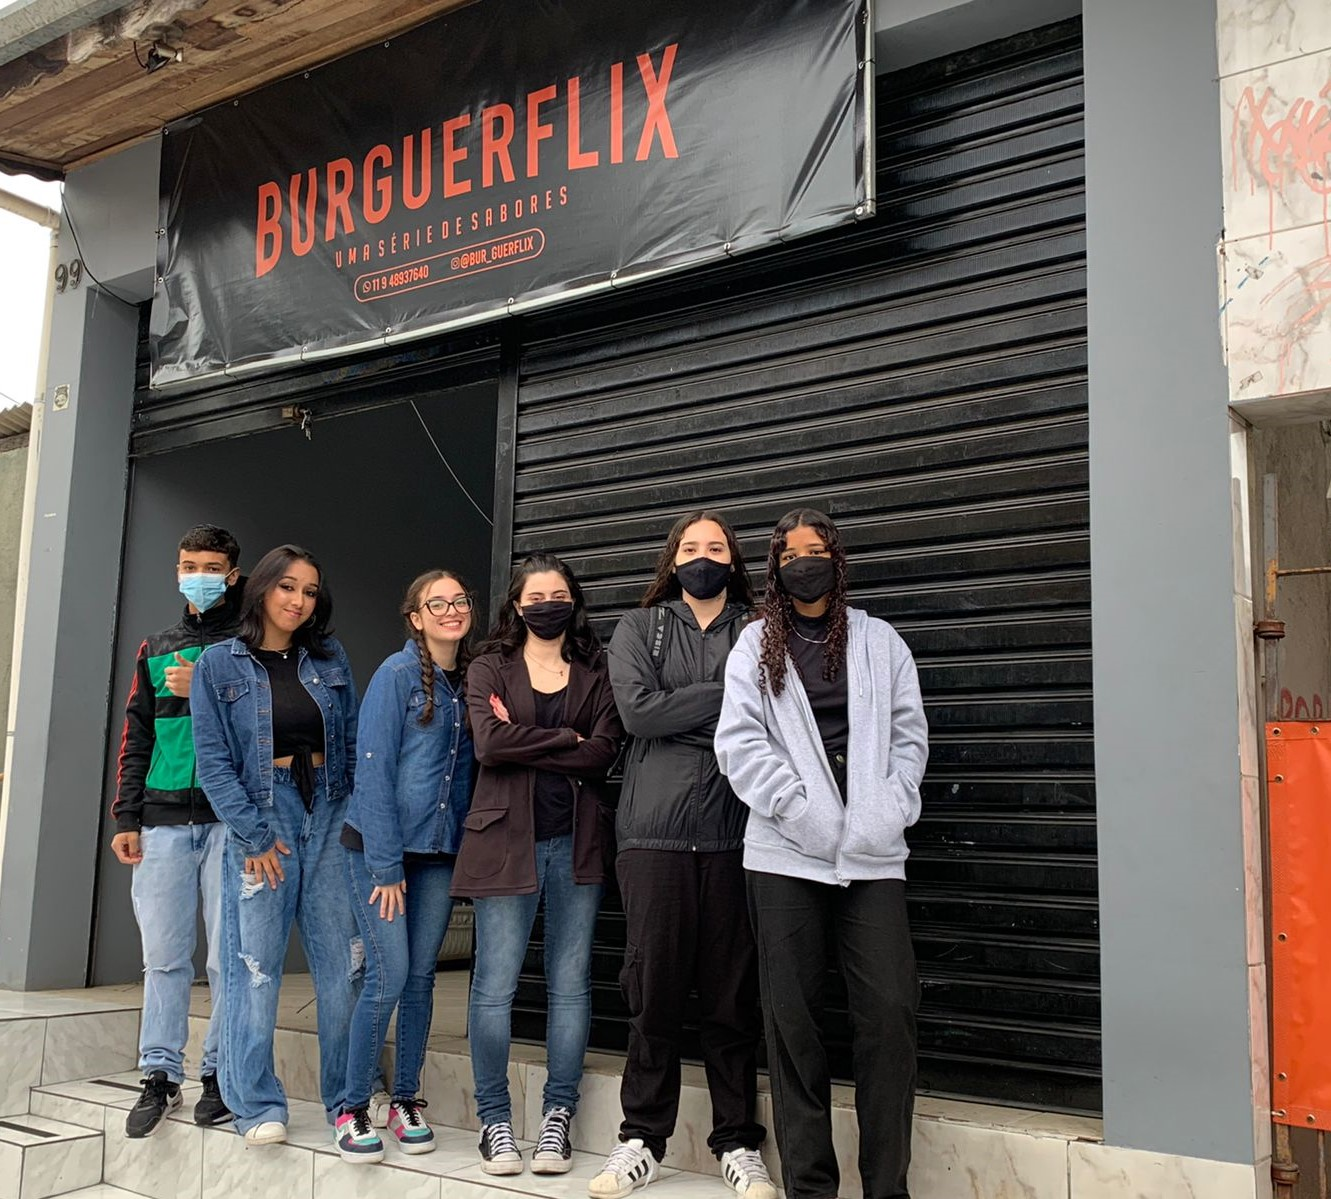 BURGUERFLIX
UMA SÉRIE DE SABORES
11 9 48937640 @BUR_GUERFLIX
99